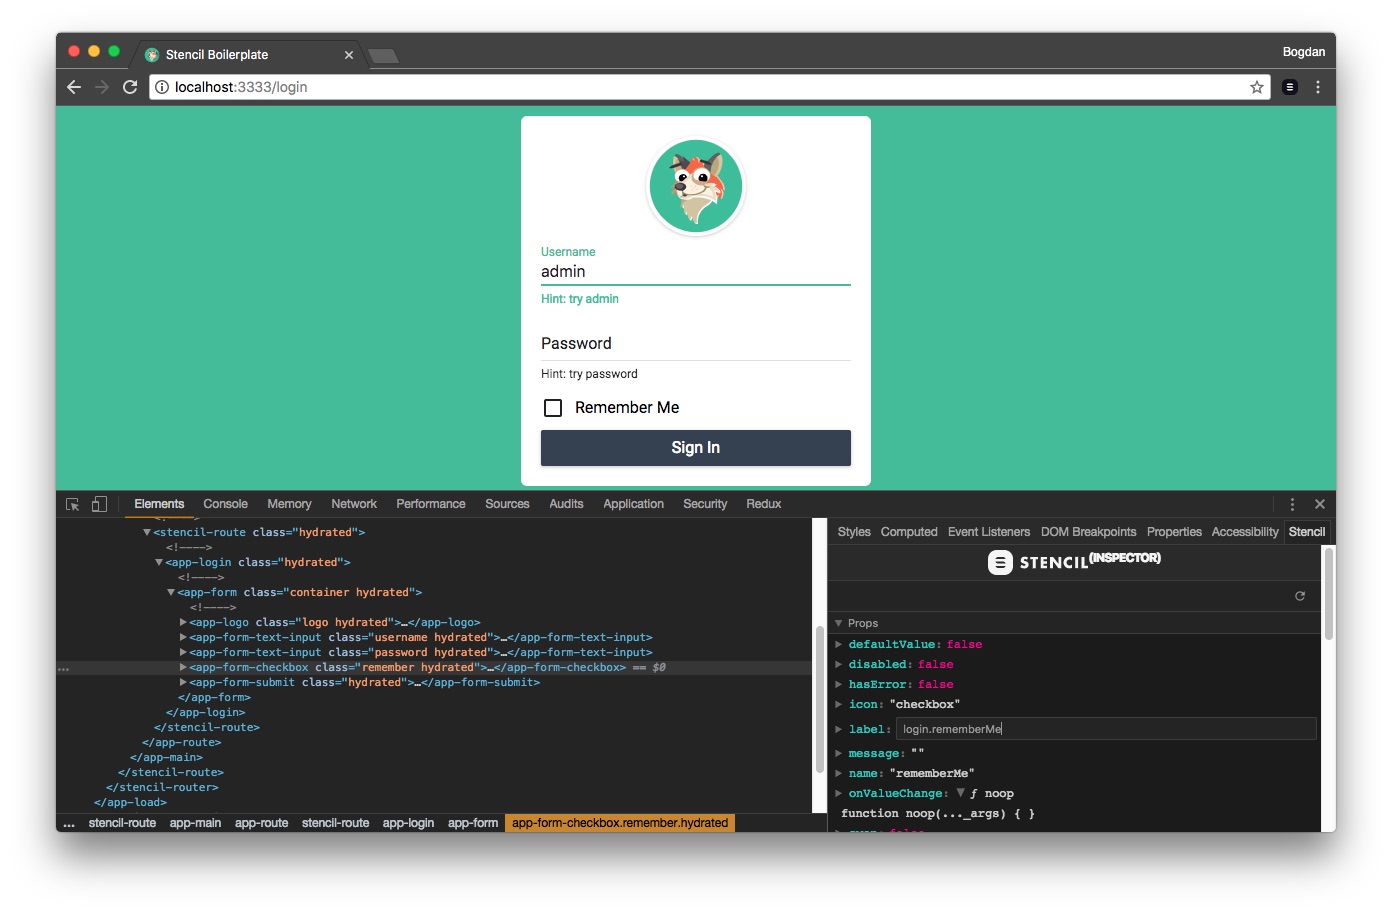 Stencil Boilerplate
Bogdan
localhost:3333/login
Username
admin
Hint: try admin
Password
Hint: try password
Remember Me
Sign In
Elements Console Memory Network Performance Sources Audits Application Security Redux
<stencil-route class="hydrated">
<!---->
<app-login class="hydrated">
<!---->
<app-form class="container hydrated">
<!---->
<app-logo class="logo hydrated">…</app-logo>
<app-form-text-input class="username hydrated">…</app-form-text-input>
<app-form-text-input class="password hydrated">…</app-form-text-input>
... <app-form-checkbox class="remember hydrated">…</app-form-checkbox> == $0
<app-form-submit class="hydrated">…</app-form-submit>
</app-form>
</app-login>
</stencil-route>
</app-route>
</app-main>
</stencil-route>
</stencil-router>
</app-load>
... stencil-route app-main app-route stencil-route app-login app-form app-form-checkbox.remember.hydrated
Styles Computed Event Listeners DOM Breakpoints Properties Accessibility Stencil
STENCIL(INSPECTOR)
Props
defaultValue: false
disabled: false
hasError: false
icon: "checkbox"
label: login.rememberMe
message: ""
name: "rememberMe"
onValueChange: ƒ noop
function noop(..._args) { }